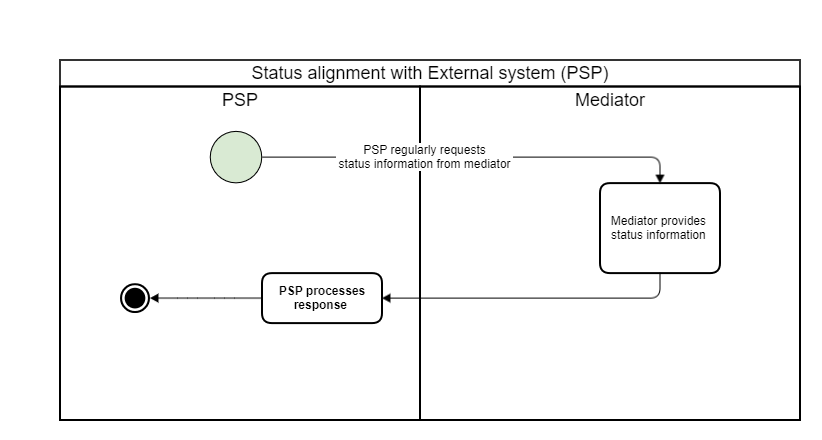 Status alignment with External system (PSP)
PSP
Mediator
PSP regularly requests
status information from mediator
Mediator provides
status information
PSP processes
response